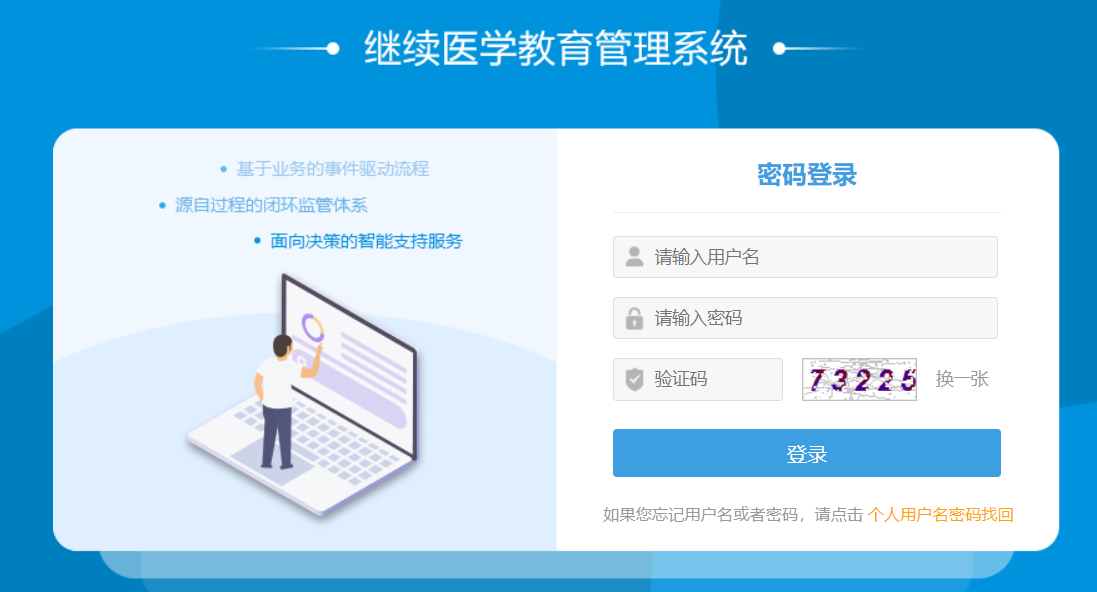 继续医学教育管理系统
基于业务的事件驱动流程
源自过程的闭环监管体系
面向决策的智能支持服务
密码登录
请输入用户名
请输入密码
验证码 73225 换一张
登录
如果您忘记用户名或者密码，请点击 个人用户名密码找回